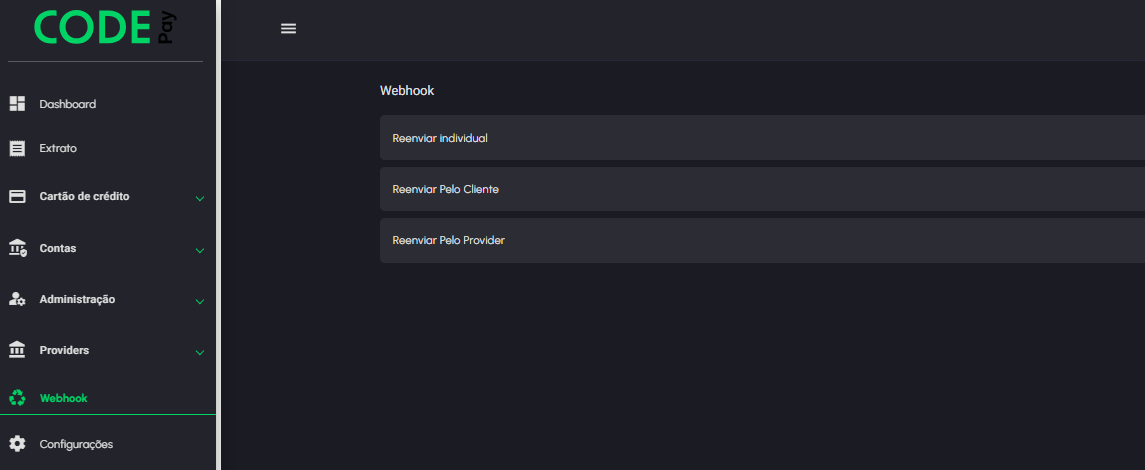 CODE Pay
Dashboard
Extrato
Cartão de crédito
Contas
Administração
Providers
Webhook
Configurações
Webhook
Reenviar individual
Reenviar Pelo Cliente
Reenviar Pelo Provider